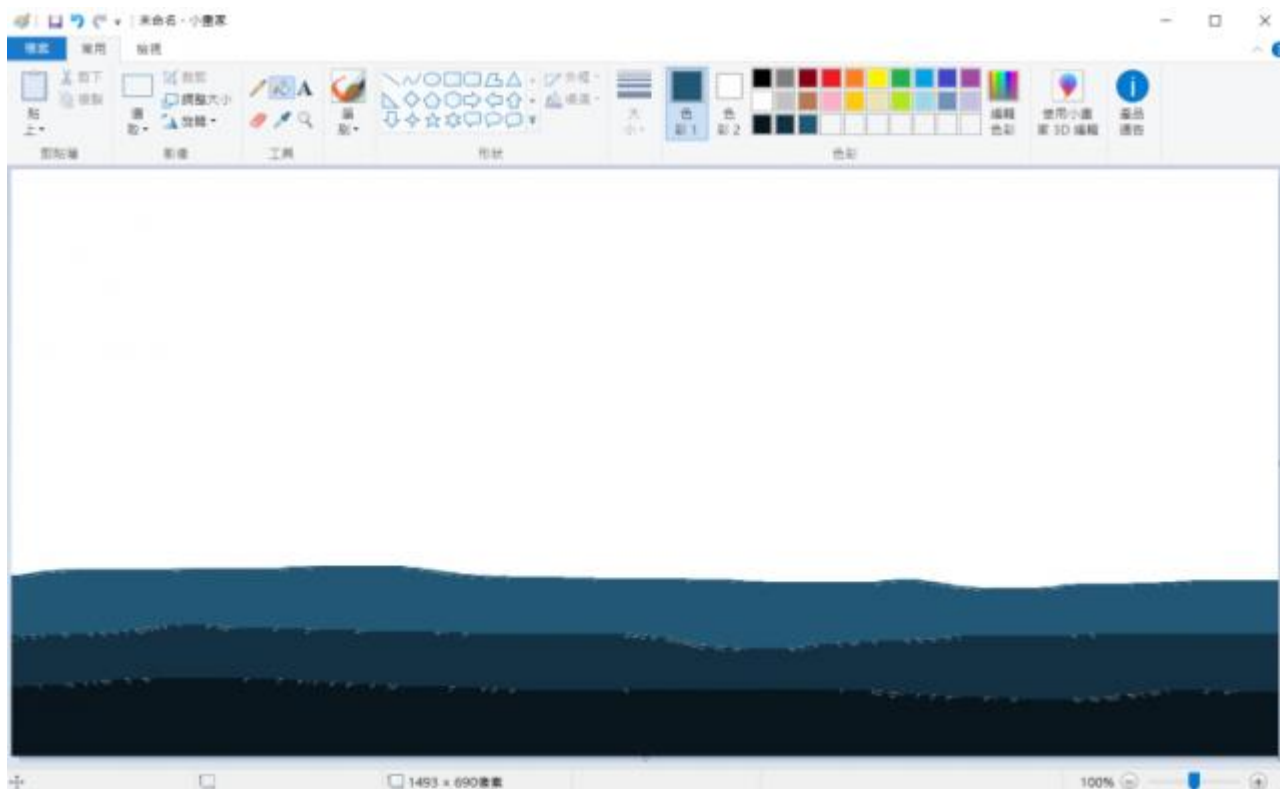 未命名 - 小畫家
檔案 常用 檢視
貼上 剪下 複製
選取 裁剪 調整大小 旋轉
A
筆刷
外框 填滿
大小
色彩 1 色彩 2
編輯色彩
使用小畫家 3D 編輯
產品通告
剪貼簿 影像 工具 形狀 色彩
1493 × 690像素 100%